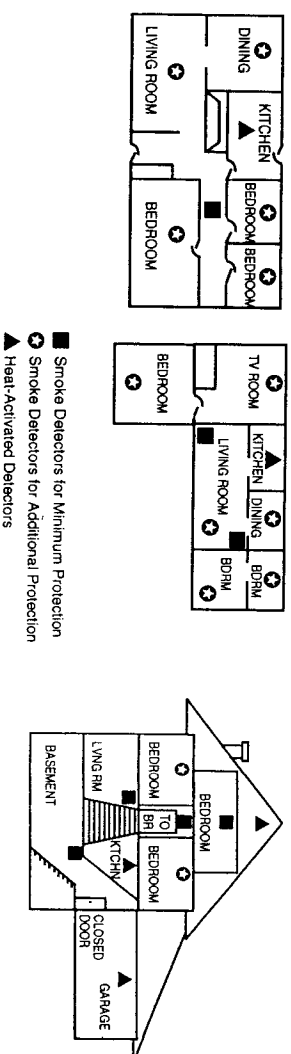 DINING
KITCHEN
BEDROOM
BEDROOM
LIVING ROOM
BEDROOM
TV ROOM
KITCHEN
DINING
BDRM
LIVING ROOM
BDRM
BEDROOM
BEDROOM
BEDROOM
TO
BR
BEDROOM
LVNG RM
KTCHN
BASEMENT
CLOSED
DOOR
GARAGE
Smoke Detectors for Minimum Protection
Smoke Detectors for Additional Protection
Heat-Activated Detectors